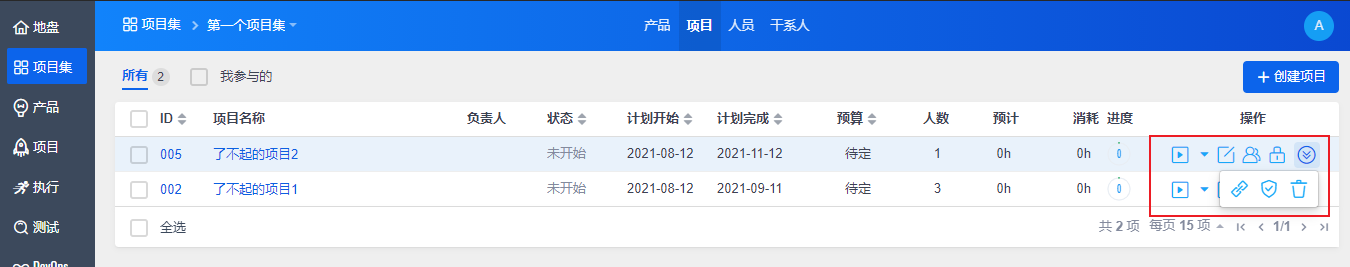 地盘
项目集
产品
项目
执行
测试
DevOps
项目集 第一个项目集
产品 项目 人员 干系人
A
所有 2 我参与的
创建项目
ID 项目名称 负责人 状态 计划开始 计划完成 预算 人数 预计 消耗 进度 操作
005 了不起的项目2 未开始 2021-08-12 2021-11-12 待定 1 0h 0h 0
002 了不起的项目1 未开始 2021-08-12 2021-09-11 待定 3 0h 0h 0
全选 共 2 项 每页 15 项 1/1